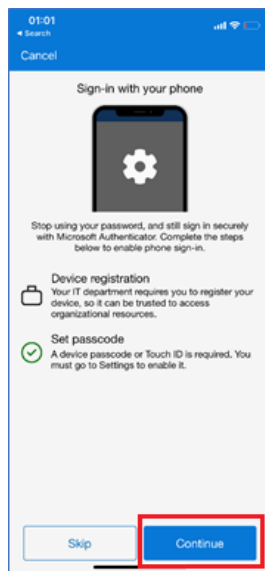 01:01
◀ Search
Cancel
Sign-in with your phone
Stop using your password, and still sign in securely
with Microsoft Authenticator. Complete the steps
below to enable phone sign-in.
Device registration
Your IT department requires you to register your
device, so it can be trusted to access
organizational resources.
Set passcode
A device passcode or Touch ID is required. You
must go to Settings to enable it.
Skip
Continue